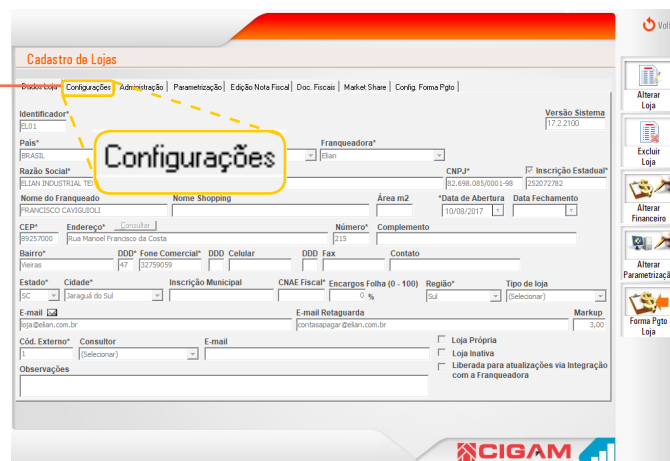 Volt
Cadastro de Lojas
Dados Loja | Configurações | Administração | Parametrização | Edição Nota Fiscal | Doc. Fiscais | Market Share | Config. Forma Pgto |
Alterar
Loja
Identificador*
Versão Sistema
EL01
17.2.2100
Configurações
País*
Franqueadora*
BRASIL
Elian
Excluir
Loja
Razão Social*
CNPJ*
Inscrição Estadual*
ELIAN INDUSTRIAL TEX
82.698.085/0001-98
252072782
Nome do Franqueado
Nome Shopping
Área m2
*Data de Abertura
Data Fechamento
FRANCISCO CAVIGUIOLI
10/08/2017
Alterar
Financeiro
CEP*
Endereço*
Consultar
Número*
Complemento
89257000
Rua Manoel Francisco da Costa
215
Bairro*
DDD*
Fone Comercial*
DDD
Celular
DDD
Fax
Contato
Vieiras
47
32759059
Alterar
Parametrizaçã
Estado*
Cidade*
Inscrição Municipal
CNAE Fiscal*
Encargos Folha (0 - 100)
Região*
Tipo de loja
SC
Jaraguá do Sul
0
%
Sul
(Selecionar)
E-mail
E-mail Retaguarda
Markup
loja@elian.com.br
contasapagar@elian.com.br
3,00
Forma Pgto
Loja
Cód. Externo*
Consultor
E-mail
Loja Própria
1
(Selecionar)
Loja Inativa
Observações
Liberada para atualizações via Integração
com a Franqueadora
CIGAM